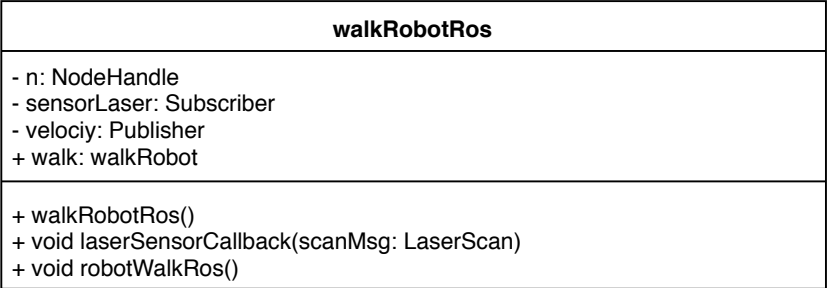 walkRobotRos
- n: NodeHandle
- sensorLaser: Subscriber
- velociy: Publisher
+ walk: walkRobot
+ walkRobotRos()
+ void laserSensorCallback(scanMsg: LaserScan)
+ void robotWalkRos()